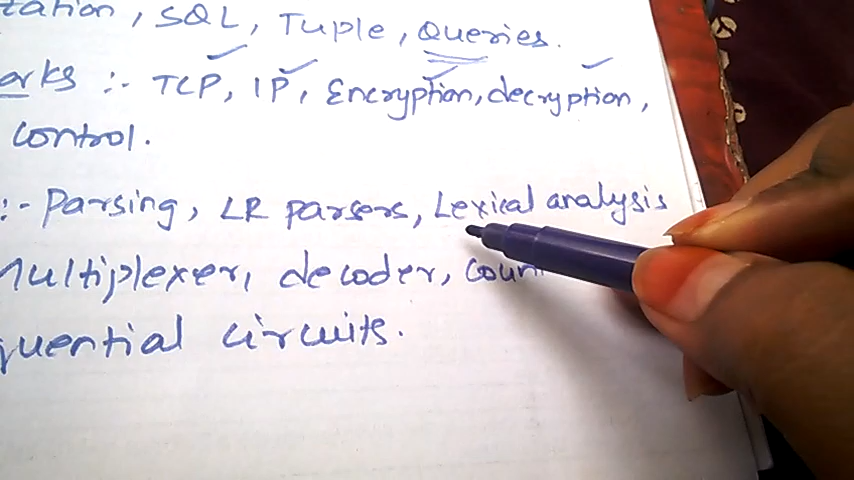 tation, SQL, Tuple, Queries.
arks :- TCP, IP, Encryption, decryption,
control.
:- Parsing, LR parsers, Lexical analysis
Multiplexer, decoder, coun
quential circuits.